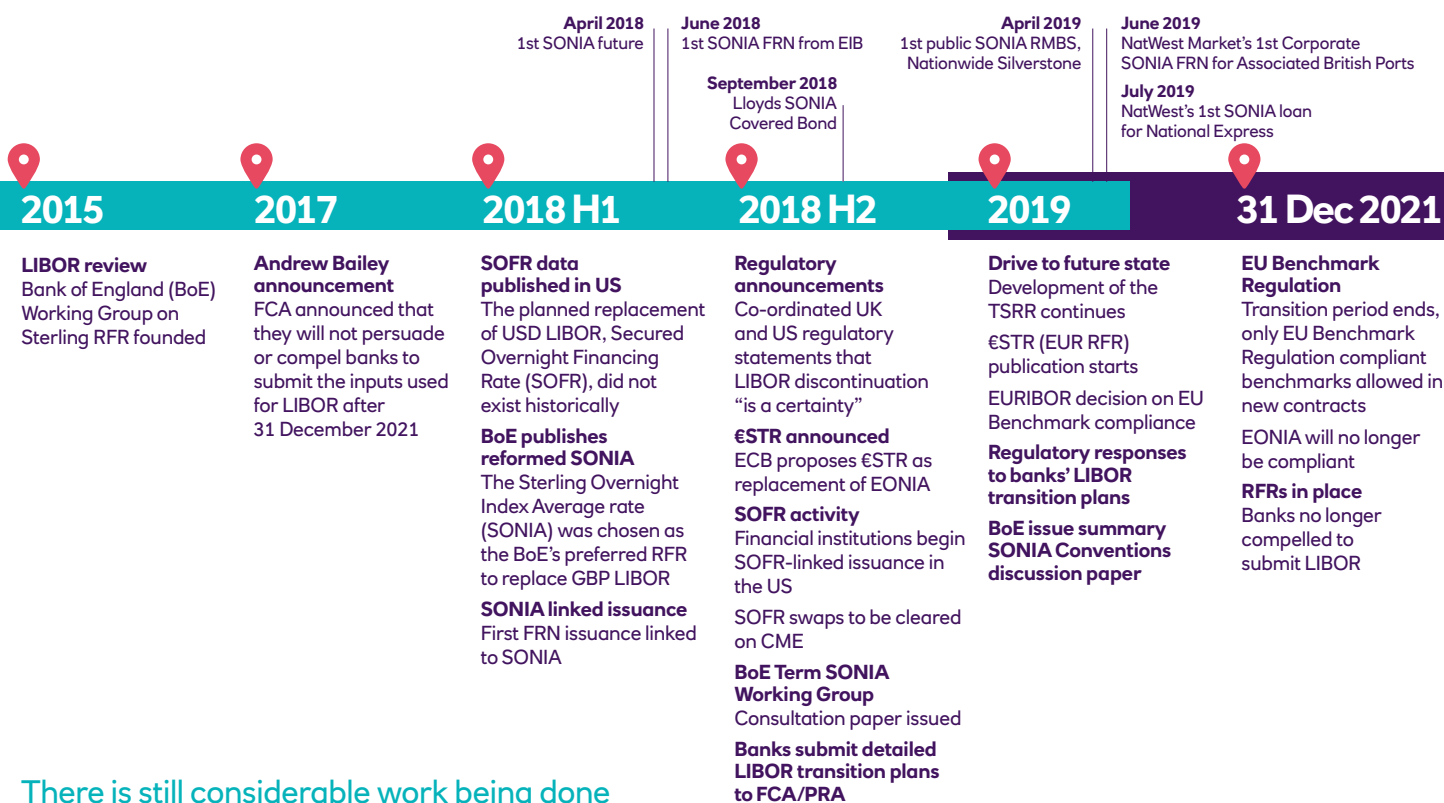 April 2018
1st SONIA future
June 2018
1st SONIA FRN from EIB
September 2018
Lloyds SONIA
Covered Bond
April 2019
1st public SONIA RMBS,
Nationwide Silverstone
June 2019
NatWest Market's 1st Corporate
SONIA FRN for Associated British Ports
July 2019
NatWest's 1st SONIA loan
for National Express
2015
2017
2018 H1
2018 H2
2019
31 Dec 2021
LIBOR review
Bank of England (BoE)
Working Group on
Sterling RFR founded
Andrew Bailey
announcement
FCA announced that
they will not persuade
or compel banks to
submit the inputs used
for LIBOR after
31 December 2021
SOFR data
published in US
The planned replacement
of USD LIBOR, Secured
Overnight Financing
Rate (SOFR), did not
exist historically
BoE publishes
reformed SONIA
The Sterling Overnight
Index Average rate
(SONIA) was chosen as
the BoE's preferred RFR
to replace GBP LIBOR
SONIA linked issuance
First FRN issuance linked
to SONIA
Regulatory
announcements
Co-ordinated UK
and US regulatory
statements that
LIBOR discontinuation
“is a certainty”
€STR announced
ECB proposes €STR as
replacement of EONIA
SOFR activity
Financial institutions begin
SOFR-linked issuance in
the US
SOFR swaps to be cleared
on CME
BoE Term SONIA
Working Group
Consultation paper issued
Banks submit detailed
LIBOR transition plans
to FCA/PRA
Drive to future state
Development of the
TSRR continues
€STR (EUR RFR)
publication starts
EURIBOR decision on EU
Benchmark compliance
Regulatory responses
to banks' LIBOR
transition plans
BoE issue summary
SONIA Conventions
discussion paper
EU Benchmark
Regulation
Transition period ends,
only EU Benchmark
Regulation compliant
benchmarks allowed in
new contracts
EONIA will no longer
be compliant
RFRs in place
Banks no longer
compelled to
submit LIBOR
There is still considerable work being done